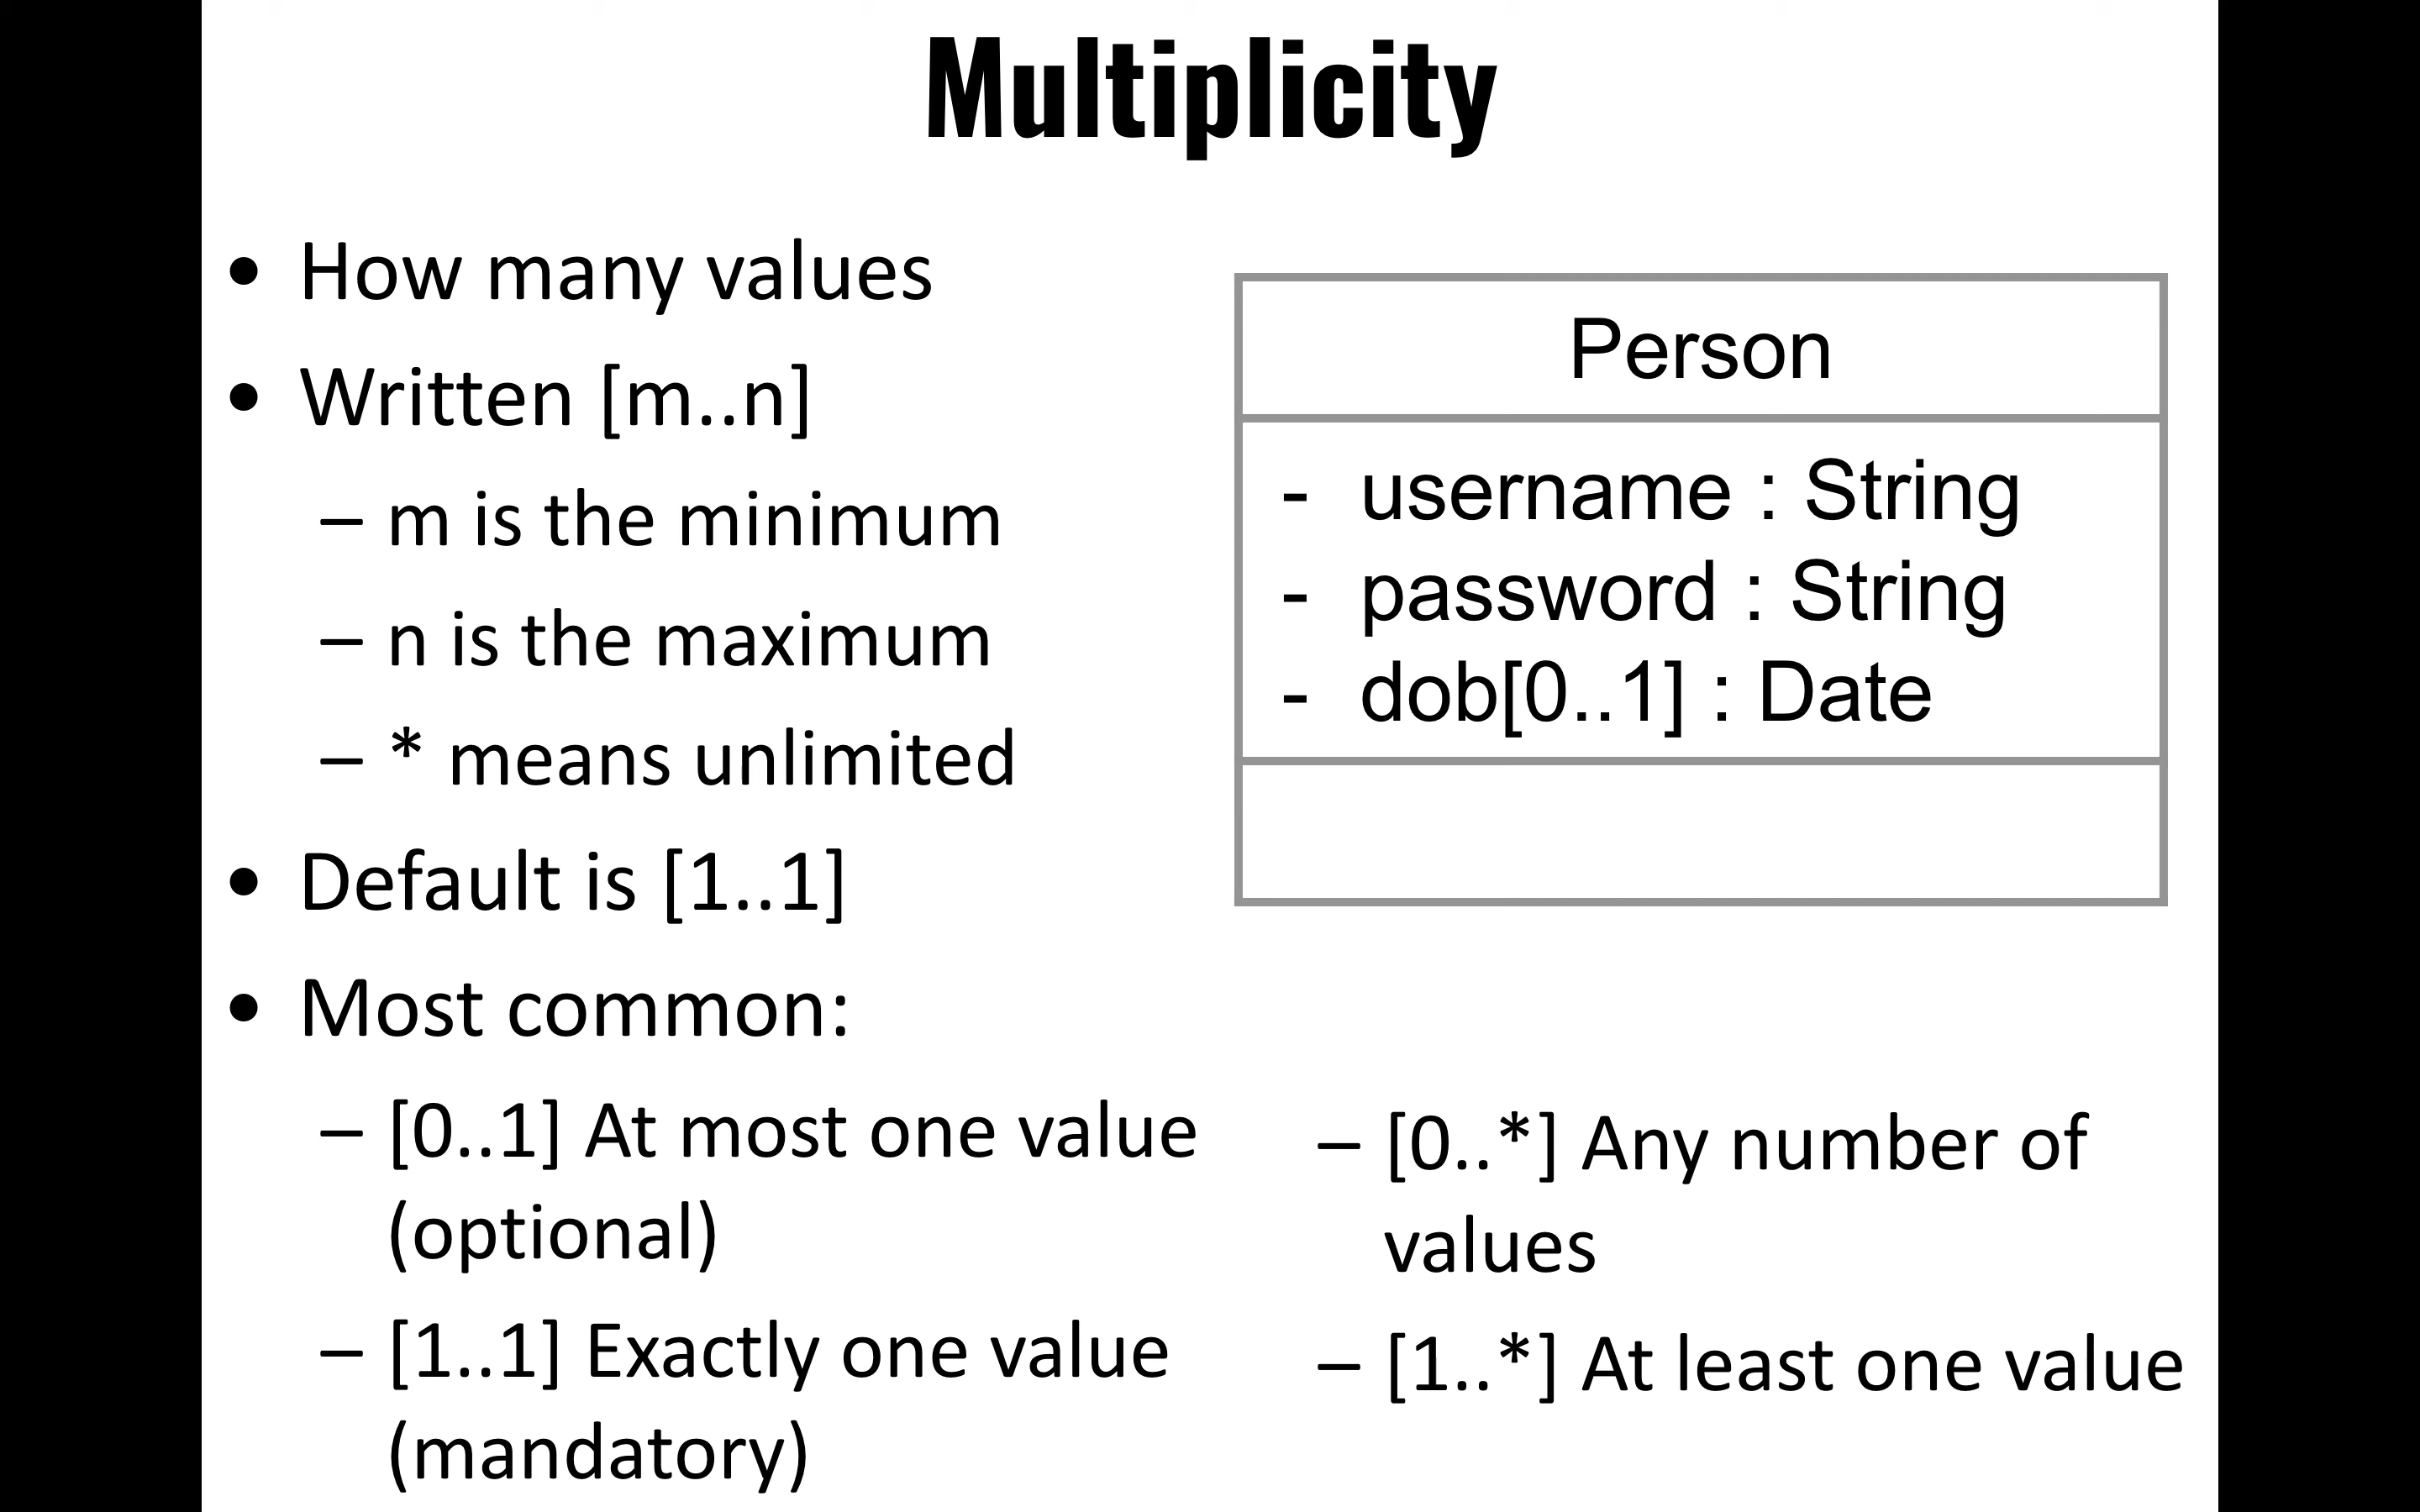 Multiplicity
• How many values
• Written [m..n]
– m is the minimum
– n is the maximum
– * means unlimited
• Default is [1..1]
• Most common:
– [0..1] At most one value
(optional)
– [1..1] Exactly one value
(mandatory)
Person
- username : String
- password : String
- dob[0..1] : Date
– [0..*] Any number of
values
– [1..*] At least one value